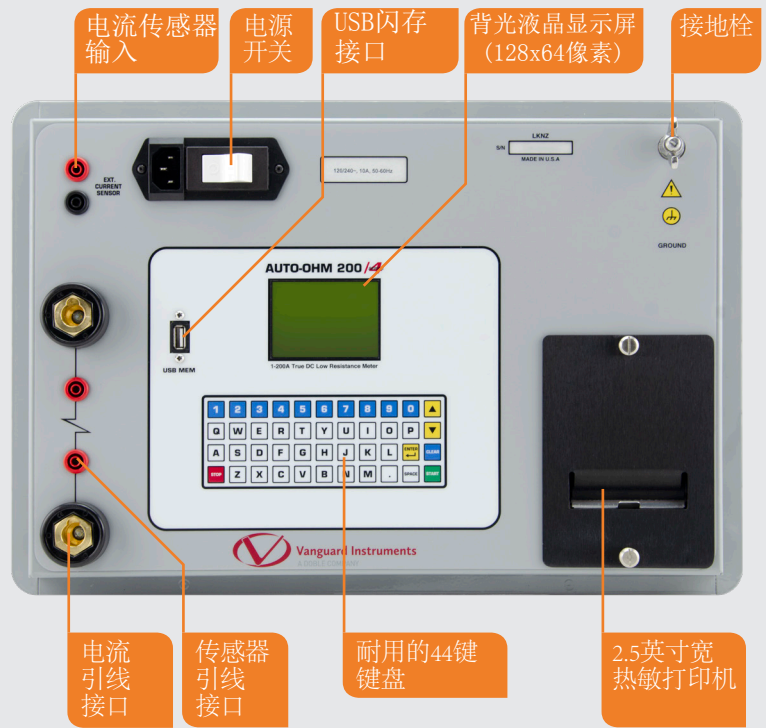 电流传感器
输入
电源
开关
USB闪存
接口
背光液晶显示屏
(128x64像素)
接地栓
EXT.
CURRENT
SENSOR
120/240~, 10A, 50-60Hz
LKNZ
S/N
MADE IN U.S.A
GROUND
AUTO-OHM 200/4
USB MEM
1-200A True DC Low Resistance Meter
1 2 3 4 5 6 7 8 9 0
Q W E R T Y U I O P
A S D F G H J K L ENTER CLEAR
STOP Z X C V B N M . SPACE START
Vanguard Instruments
A DOBLE COMPANY
电流
引线
接口
传感器
引线
接口
耐用的44键
键盘
2.5英寸宽
热敏打印机